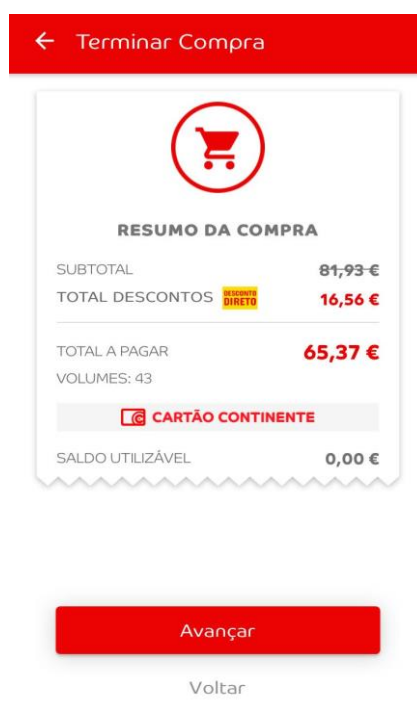 Terminar Compra
RESUMO DA COMPRA
SUBTOTAL 81,93 €
TOTAL DESCONTOS DESCONTO DIRETO 16,56 €
TOTAL A PAGAR 65,37 €
VOLUMES: 43
CARTÃO CONTINENTE
SALDO UTILIZÁVEL 0,00 €
Avançar
Voltar